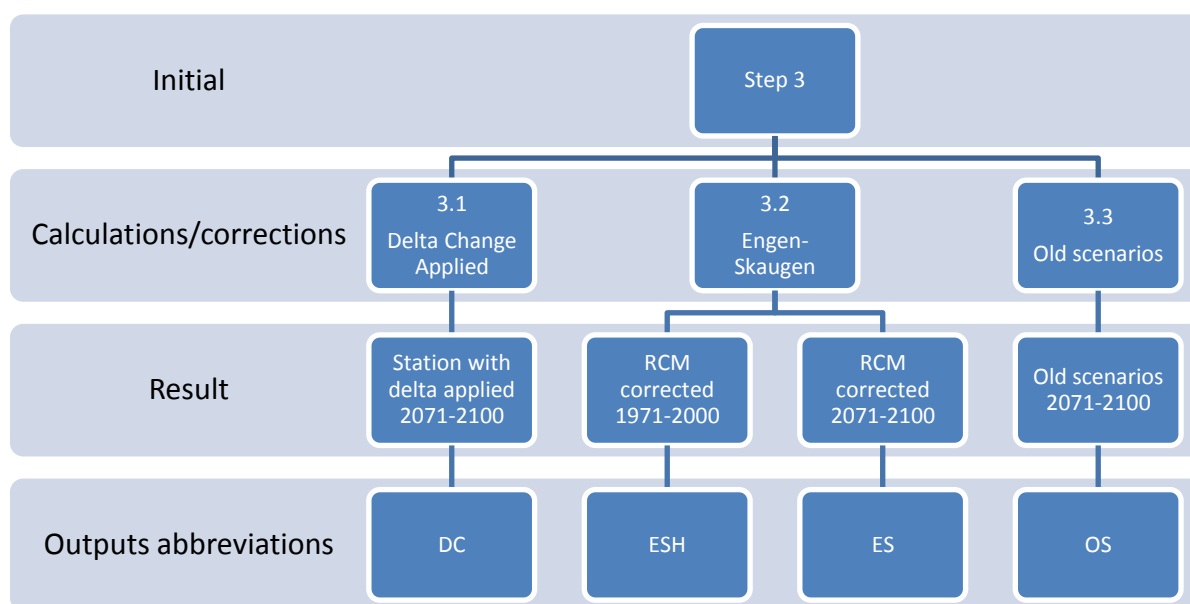 Initial
Step 3
Calculations/corrections
3.1
Delta Change
Applied
3.2
Engen-
Skaugen
3.3
Old scenarios
Result
Station with
delta applied
2071-2100
RCM
corrected
1971-2000
RCM
corrected
2071-2100
Old scenarios
2071-2100
Outputs abbreviations
DC
ESH
ES
OS